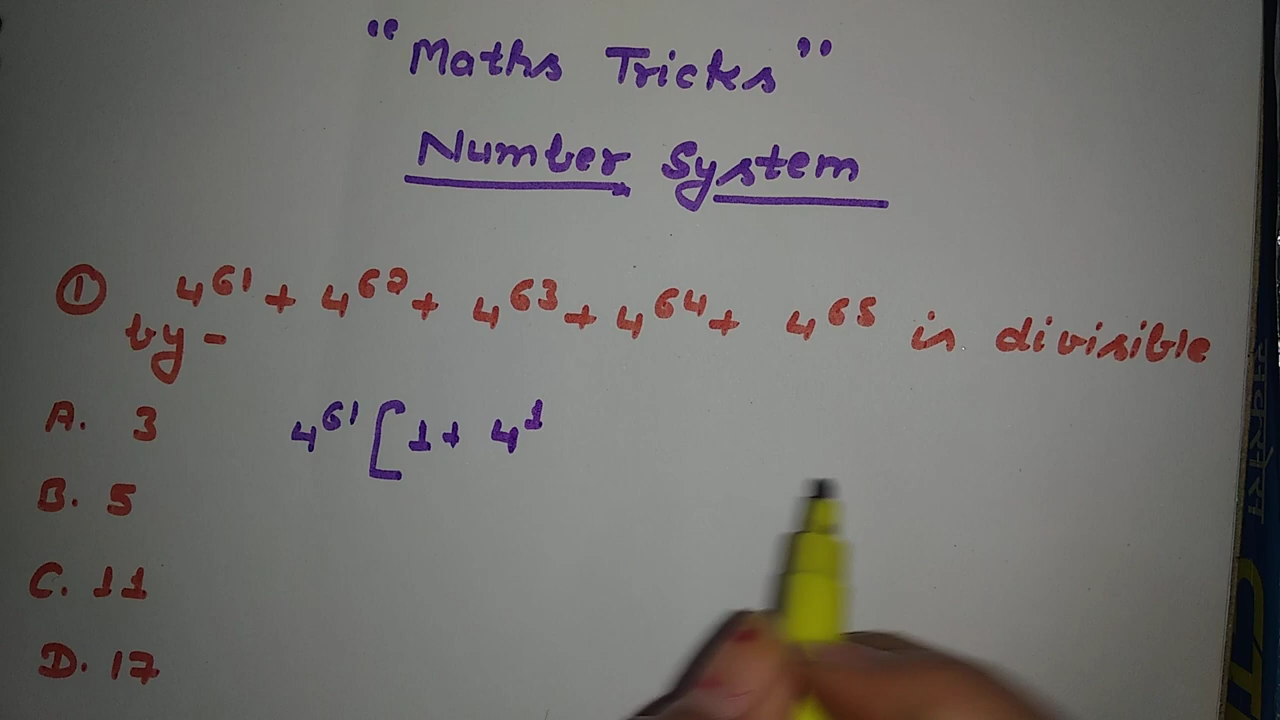 "Maths Tricks"
Number System
① 4^61 + 4^62 + 4^63 + 4^64 + 4^65 is divisible
by -
A. 3
4^61 [1 + 4^1
B. 5
C. 11
D. 17